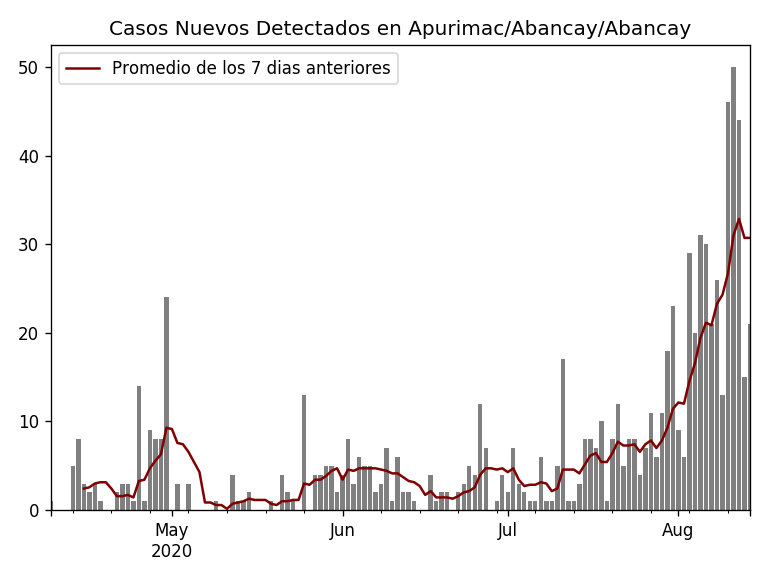 Casos Nuevos Detectados en Apurimac/Abancay/Abancay
Promedio de los 7 dias anteriores
50
40
30
20
10
0
May
2020
Jun
Jul
Aug